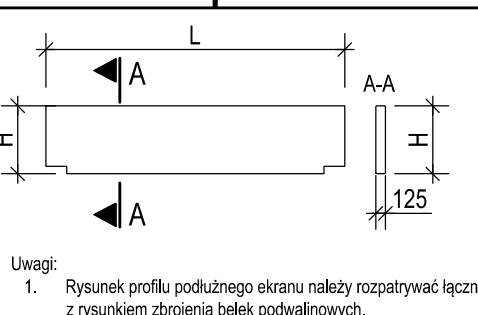 L
A
A-A
H
H
125
A
Uwagi:
1. Rysunek profilu podłużnego ekranu należy rozpatrywać łączn
z rysunkiem zbrojenia belek podwalinowych.